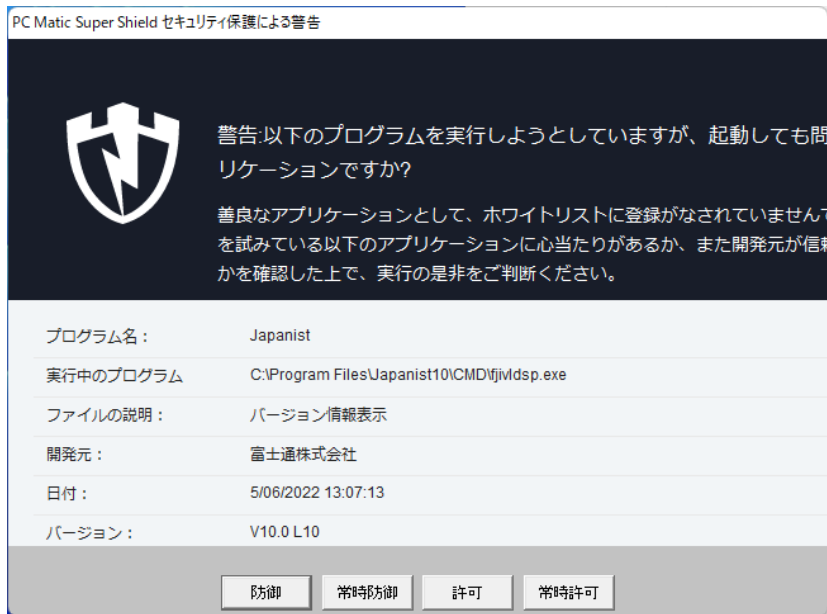 PC Matic Super Shield セキュリティ保護による警告
警告:以下のプログラムを実行しようとしていますが、起動しても問
リケーションですか?
善良なアプリケーションとして、ホワイトリストに登録がなされていませんで
を試みている以下のアプリケーションに心当たりがあるか、また開発元が信頼
かを確認した上で、実行の是非をご判断ください。
プログラム名: Japanist
実行中のプログラム C:\Program Files\Japanist10\CMD\fjivldsp.exe
ファイルの説明: バージョン情報表示
開発元: 富士通株式会社
日付: 5/06/2022 13:07:13
バージョン: V10.0 L10
防御 常時防御 許可 常時許可